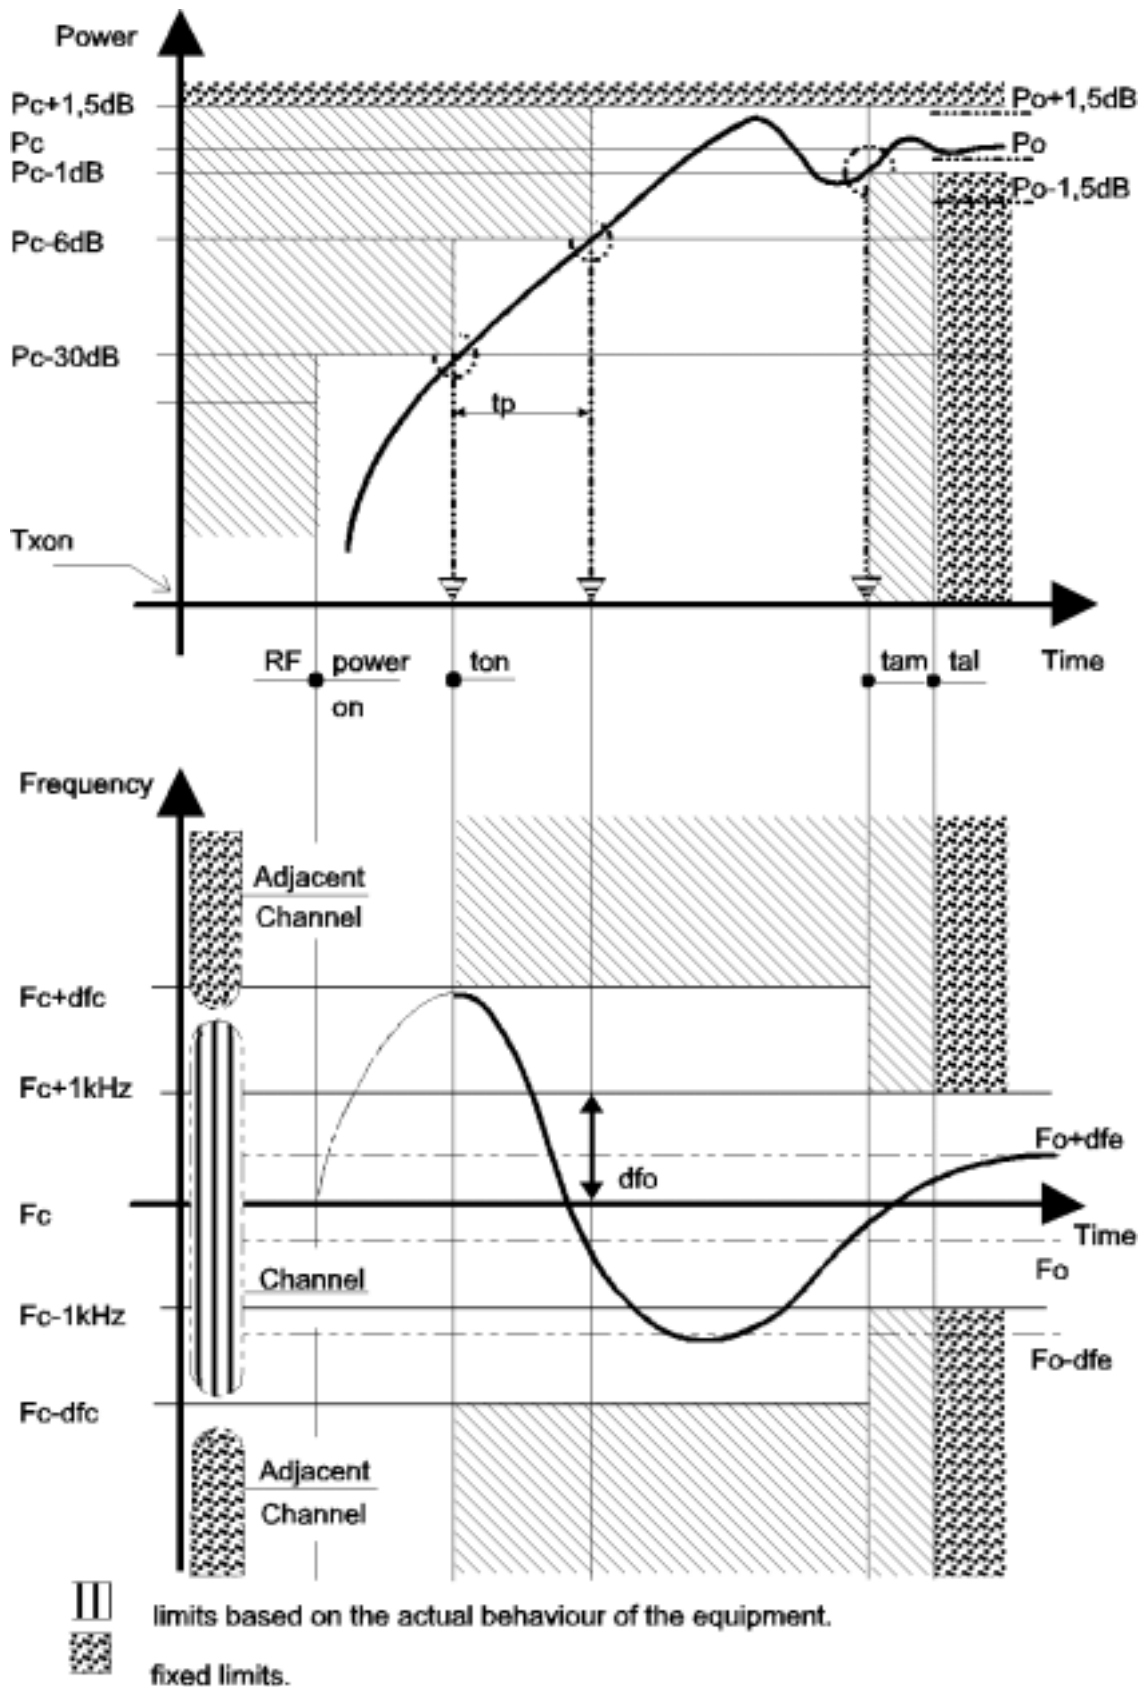 Power
Pc+1,5dB
Po+1,5dB
Pc
Po
Pc-1dB
Po-1,5dB
Pc-6dB
Pc-30dB
tp
Txon
RF power on
ton
tam
tal
Time
Frequency
Adjacent
Channel
Fc+dfc
Fc+1kHz
Fo+dfe
dfo
Fc
Time
Fo
Channel
Fc-1kHz
Fo-dfe
Fc-dfc
Adjacent
Channel
limits based on the actual behaviour of the equipment.
fixed limits.